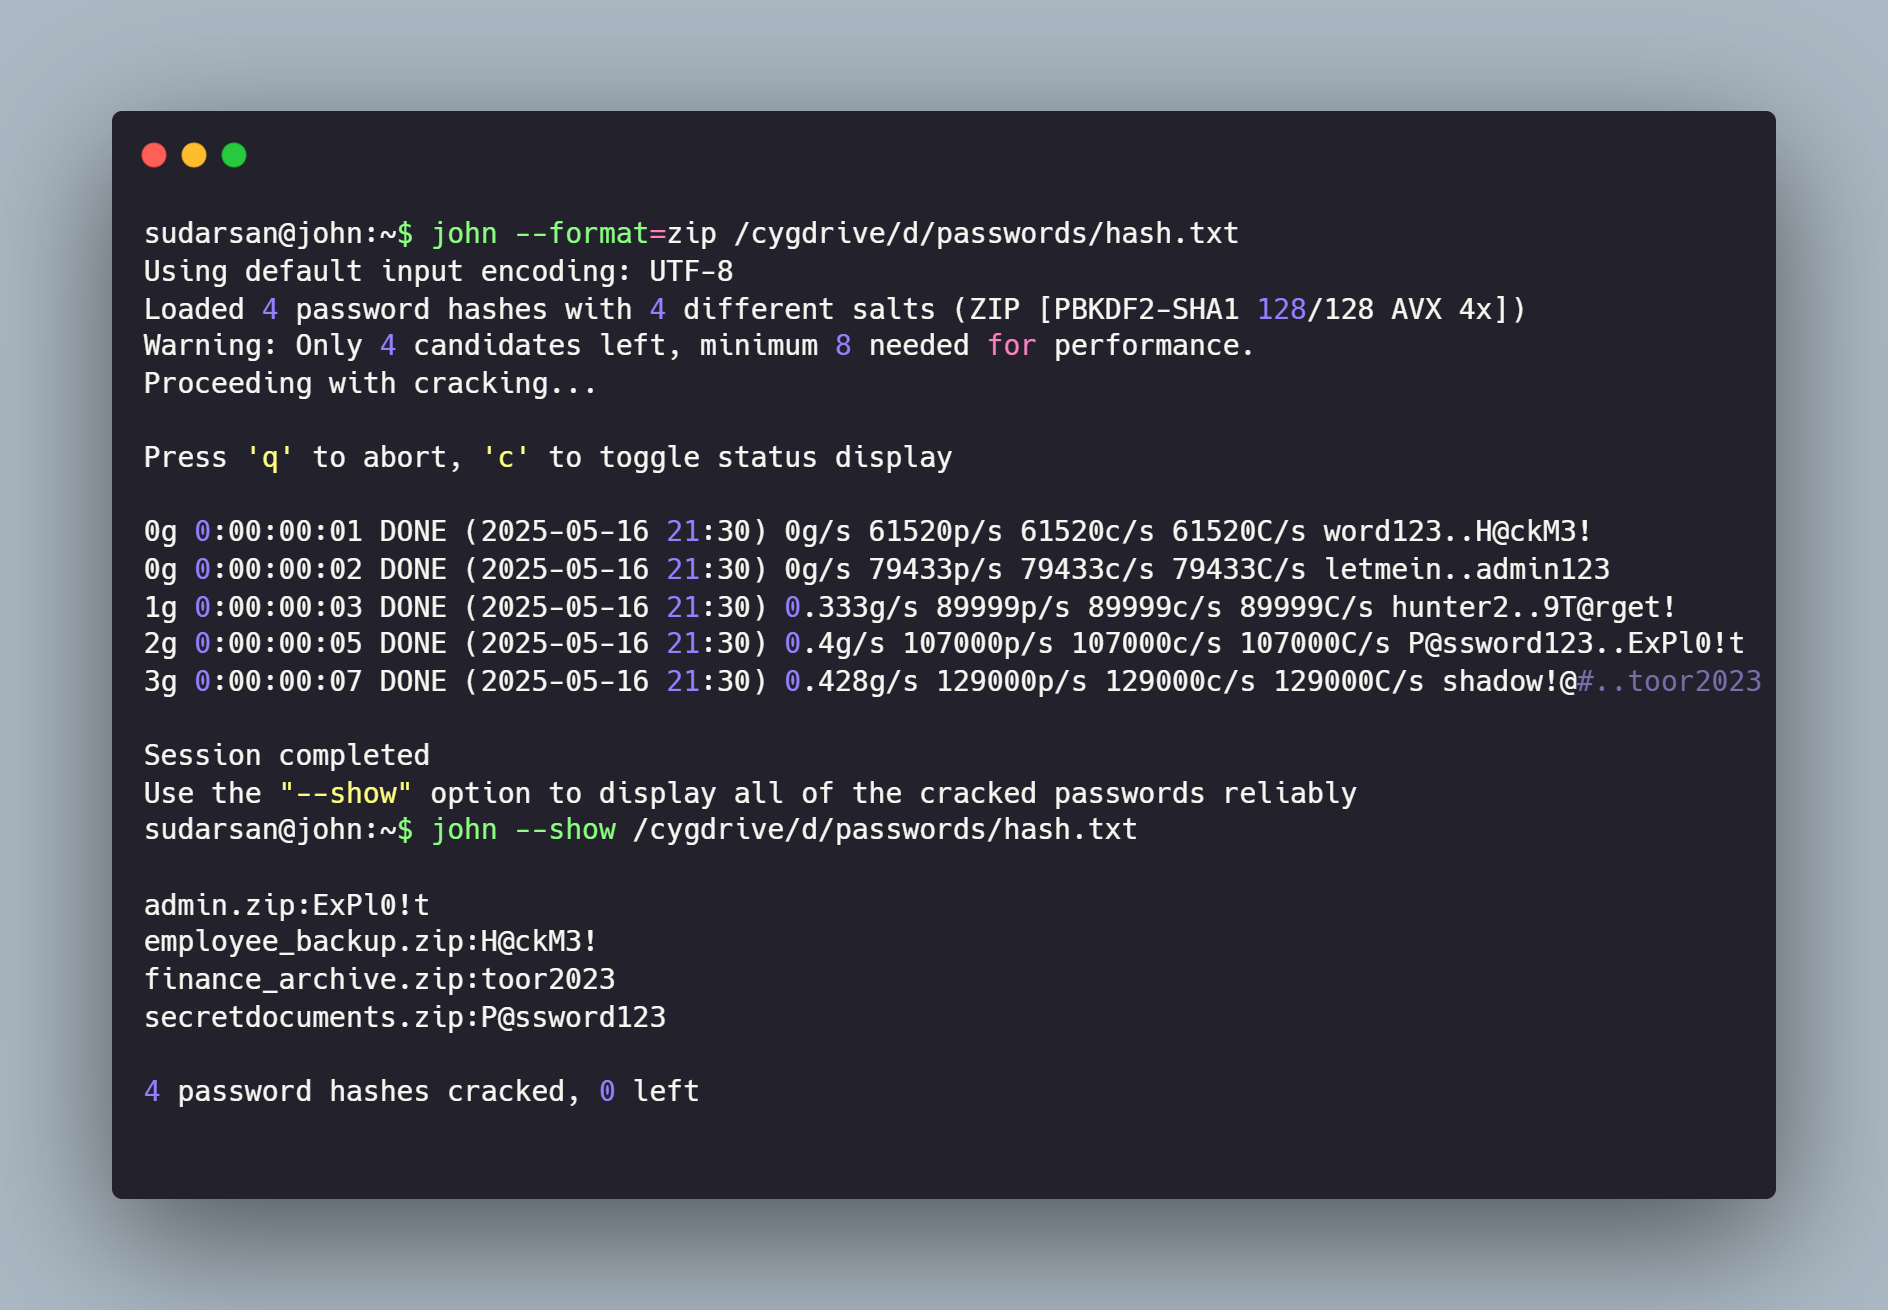 sudarsan@john:~$ john --format=zip /cygdrive/d/passwords/hash.txt
Using default input encoding: UTF-8
Loaded 4 password hashes with 4 different salts (ZIP [PBKDF2-SHA1 128/128 AVX 4x])
Warning: Only 4 candidates left, minimum 8 needed for performance.
Proceeding with cracking...
Press 'q' to abort, 'c' to toggle status display
0g 0:00:00:01 DONE (2025-05-16 21:30) 0g/s 61520p/s 61520c/s 61520C/s word123..H@ckM3!
0g 0:00:00:02 DONE (2025-05-16 21:30) 0g/s 79433p/s 79433c/s 79433C/s letmein..admin123
1g 0:00:00:03 DONE (2025-05-16 21:30) 0.333g/s 89999p/s 89999c/s 89999C/s hunter2..9T@rget!
2g 0:00:00:05 DONE (2025-05-16 21:30) 0.4g/s 107000p/s 107000c/s 107000C/s P@ssword123..ExPl0!t
3g 0:00:00:07 DONE (2025-05-16 21:30) 0.428g/s 129000p/s 129000c/s 129000C/s shadow!@#..toor2023
Session completed
Use the "--show" option to display all of the cracked passwords reliably
sudarsan@john:~$ john --show /cygdrive/d/passwords/hash.txt
admin.zip:ExPl0!t
employee_backup.zip:H@ckM3!
finance_archive.zip:toor2023
secretdocuments.zip:P@ssword123
4 password hashes cracked, 0 left